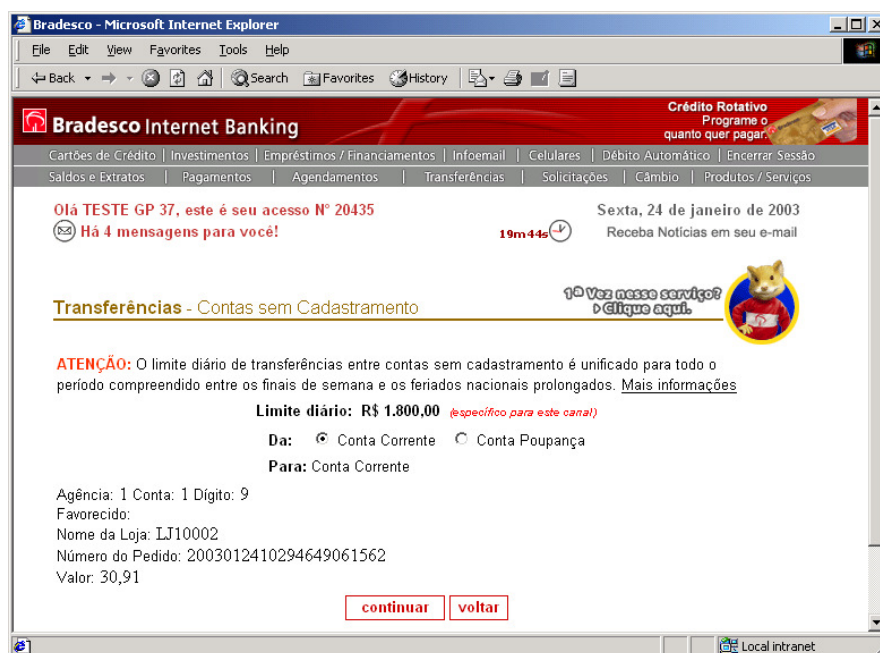 Bradesco - Microsoft Internet Explorer
File Edit View Favorites Tools Help
Back Search Favorites History
Bradesco Internet Banking
Crédito Rotativo
Programe o
quanto quer pagar.
Cartões de Crédito | Investimentos | Empréstimos / Financiamentos | Infoemail | Celulares | Débito Automático | Encerrar Sessão
Saldos e Extratos | Pagamentos | Agendamentos | Transferências | Solicitações | Câmbio | Produtos / Serviços
Olá TESTE GP 37, este é seu acesso N° 20435
Sexta, 24 de janeiro de 2003
Há 4 mensagens para você!
19m44s
Receba Notícias em seu e-mail
1ª Vez nesse serviço?
Clique aqui.
Transferências - Contas sem Cadastramento
ATENÇÃO: O limite diário de transferências entre contas sem cadastramento é unificado para todo o
período compreendido entre os finais de semana e os feriados nacionais prolongados. Mais informações
Limite diário: R$ 1.800,00 (específico para este canal)
Da: Conta Corrente Conta Poupança
Para: Conta Corrente
Agência: 1 Conta: 1 Dígito: 9
Favorecido:
Nome da Loja: LJ10002
Número do Pedido: 2003012410294649061562
Valor: 30,91
continuar voltar
Local intranet